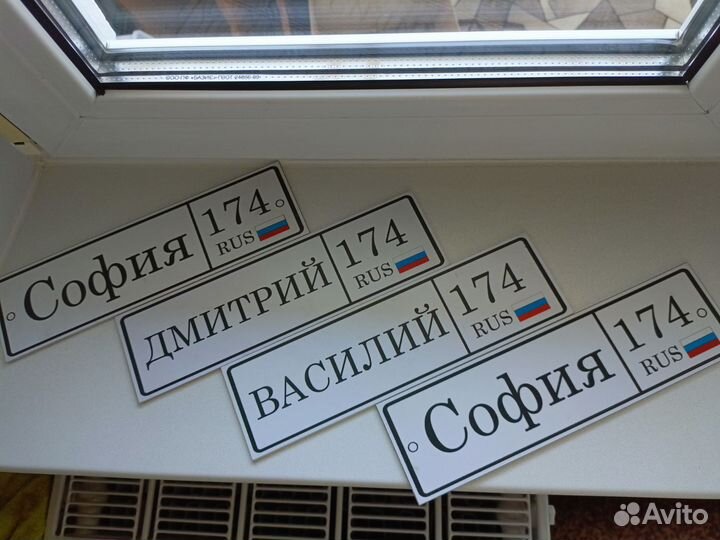 София 174 RUS
ДМИТРИЙ 174 RUS
ВАСИЛИЙ 174 RUS
София 174 RUS
Avito